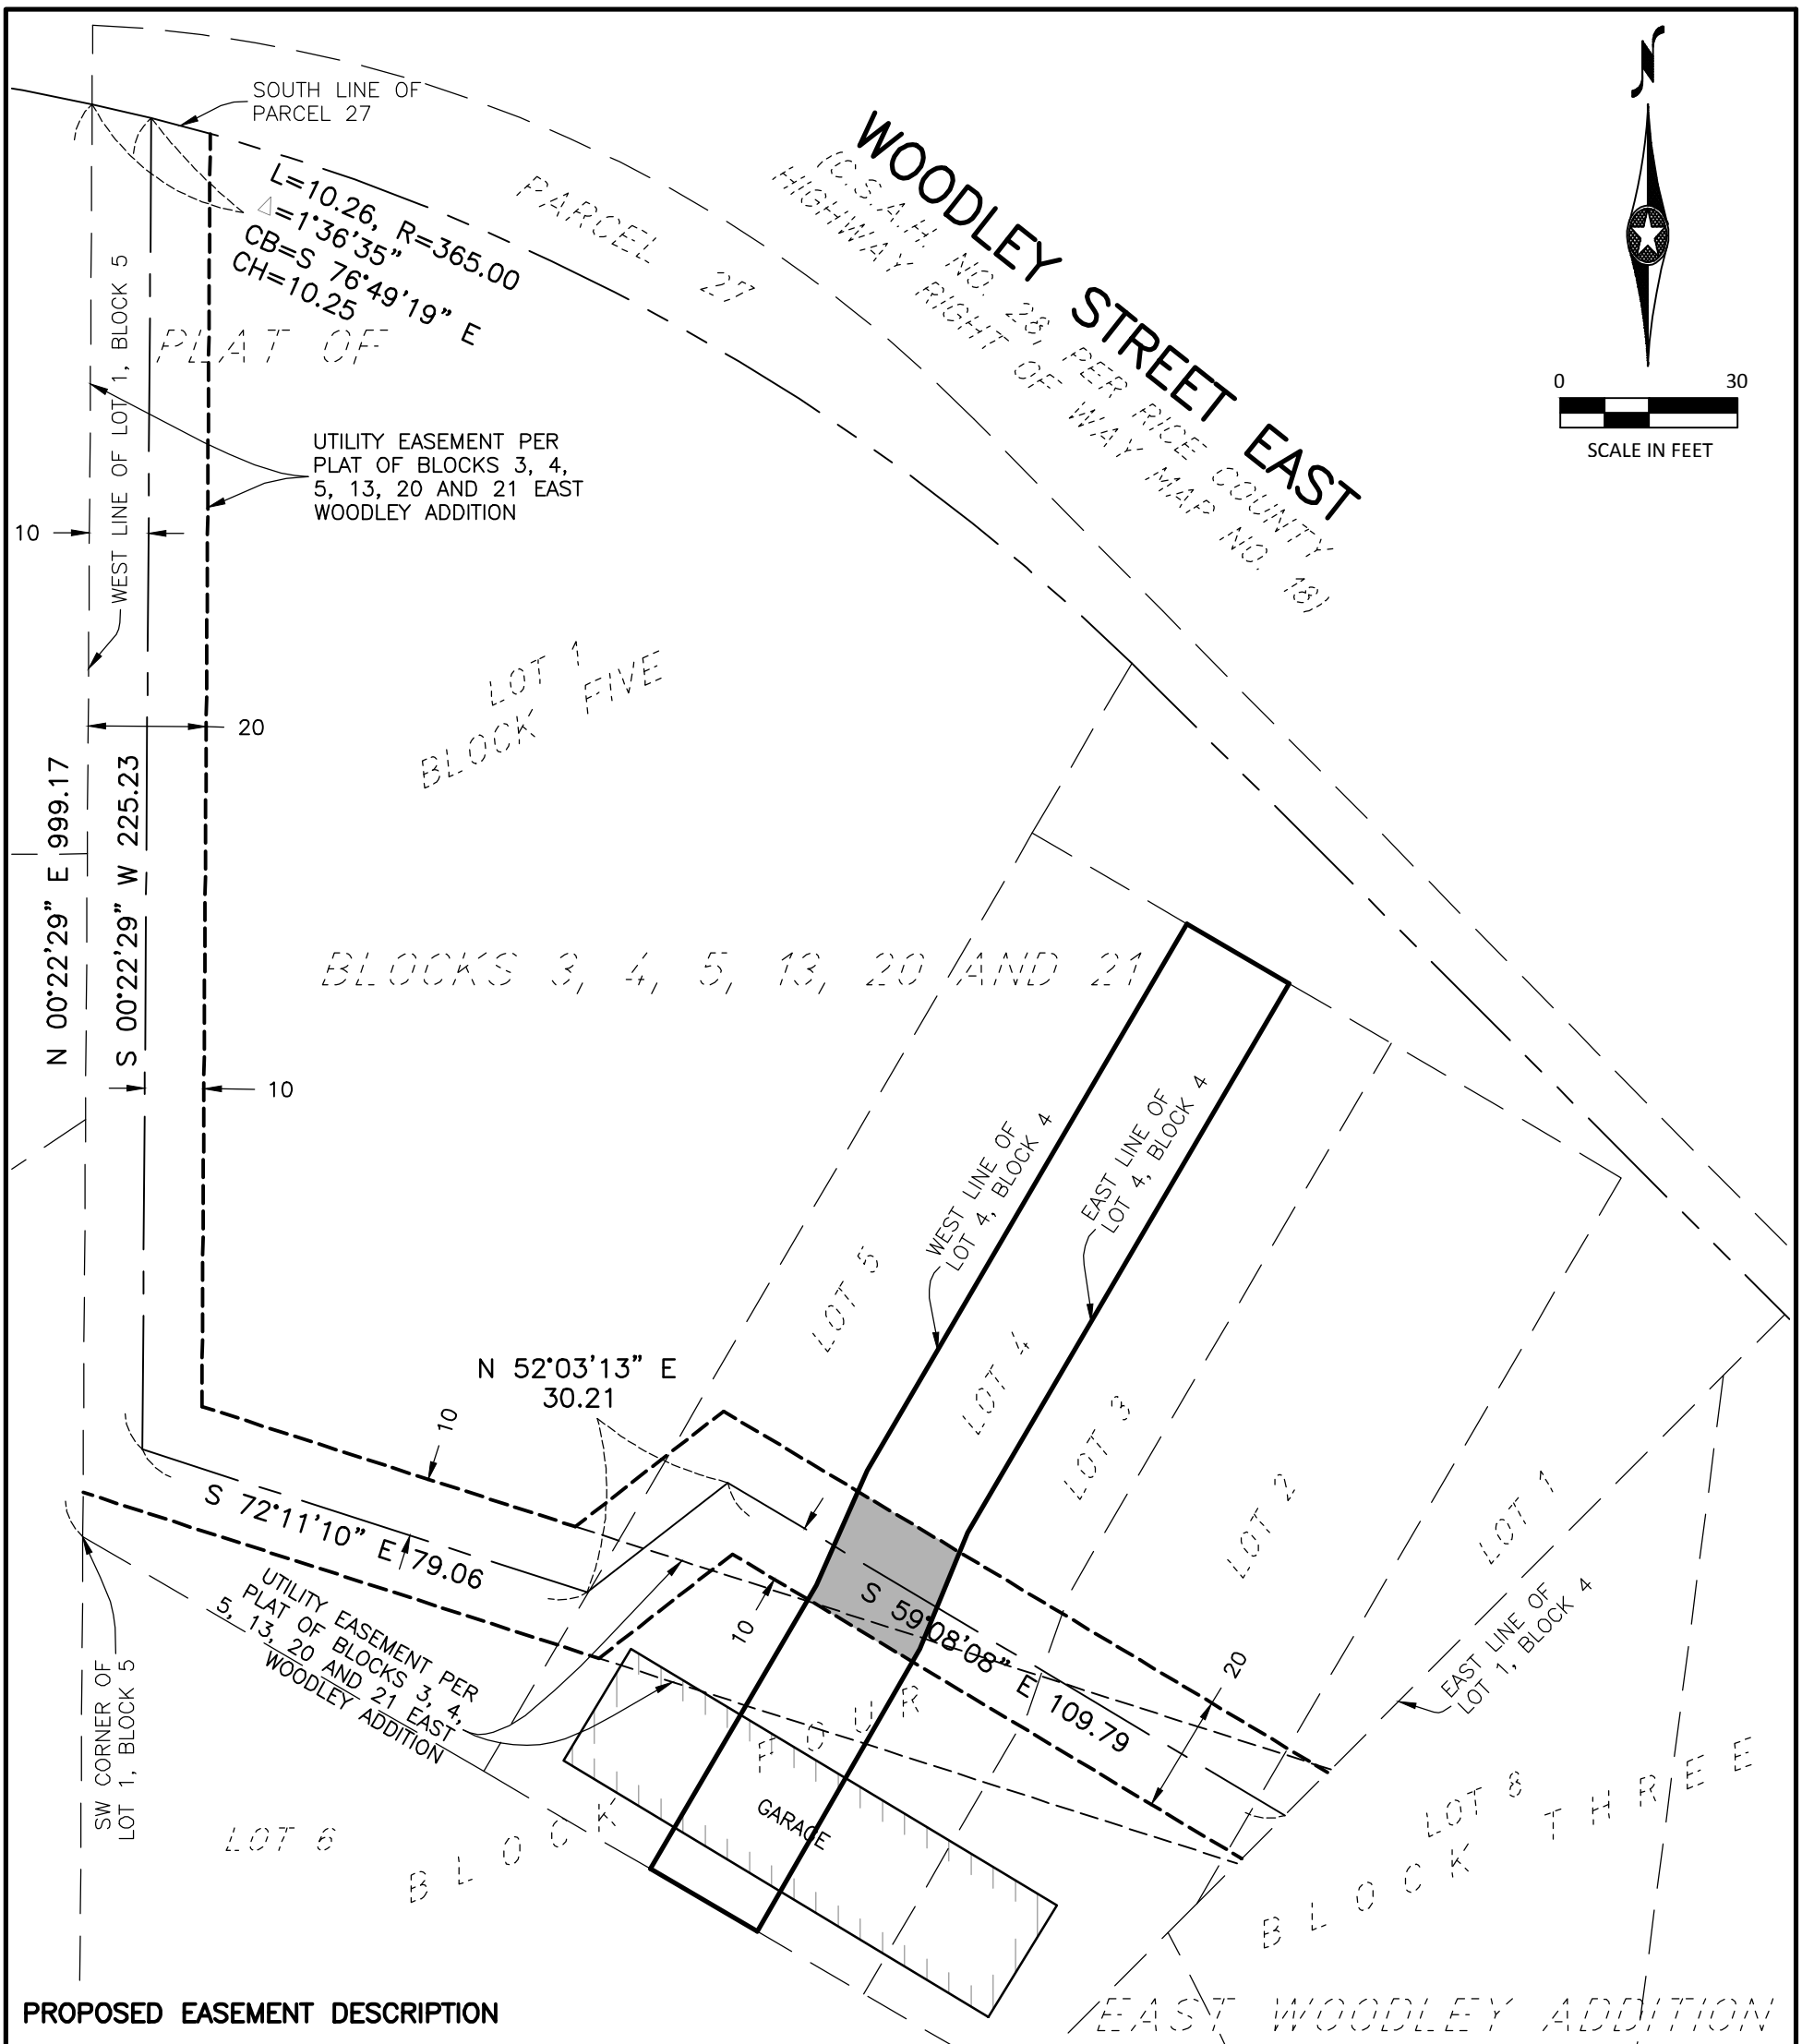 N
SOUTH LINE OF
PARCEL 27
L=10.26, R=365.00
Δ=1°36'35"
CB=S 76°49'19" E
CH=10.25
PARCEL 27
WOODLEY STREET EAST
(C.S.A.H. NO. 28, PER RICE COUNTY
HIGHWAY RIGHT OF WAY MAP NO. 18)
0 30
SCALE IN FEET
PLAT OF
WEST LINE OF LOT 1, BLOCK 5
UTILITY EASEMENT PER
PLAT OF BLOCKS 3, 4,
5, 13, 20 AND 21 EAST
WOODLEY ADDITION
10
LOT 1
BLOCK FIVE
20
N 00°22'29" E 999.17
S 00°22'29" W 225.23
BLOCKS 3, 4, 5, 13, 20 AND 21
10
WEST LINE OF
LOT 4, BLOCK 4
EAST LINE OF
LOT 4, BLOCK 4
LOT 5
LOT 4
LOT 3
LOT 2
LOT 1
N 52°03'13" E
30.21
10
S 72°11'10" E 79.06
UTILITY EASEMENT PER
PLAT OF BLOCKS 3, 4,
5, 13, 20 AND 21 EAST
WOODLEY ADDITION
10
S 59°08'08" E 109.79
20
EAST LINE OF
LOT 1, BLOCK 4
SW CORNER OF
LOT 1, BLOCK 5
LOT 6
BLOCK FOUR
GARAGE
LOT 8
BLOCK THREE
PROPOSED EASEMENT DESCRIPTION
EAST WOODLEY ADDITION